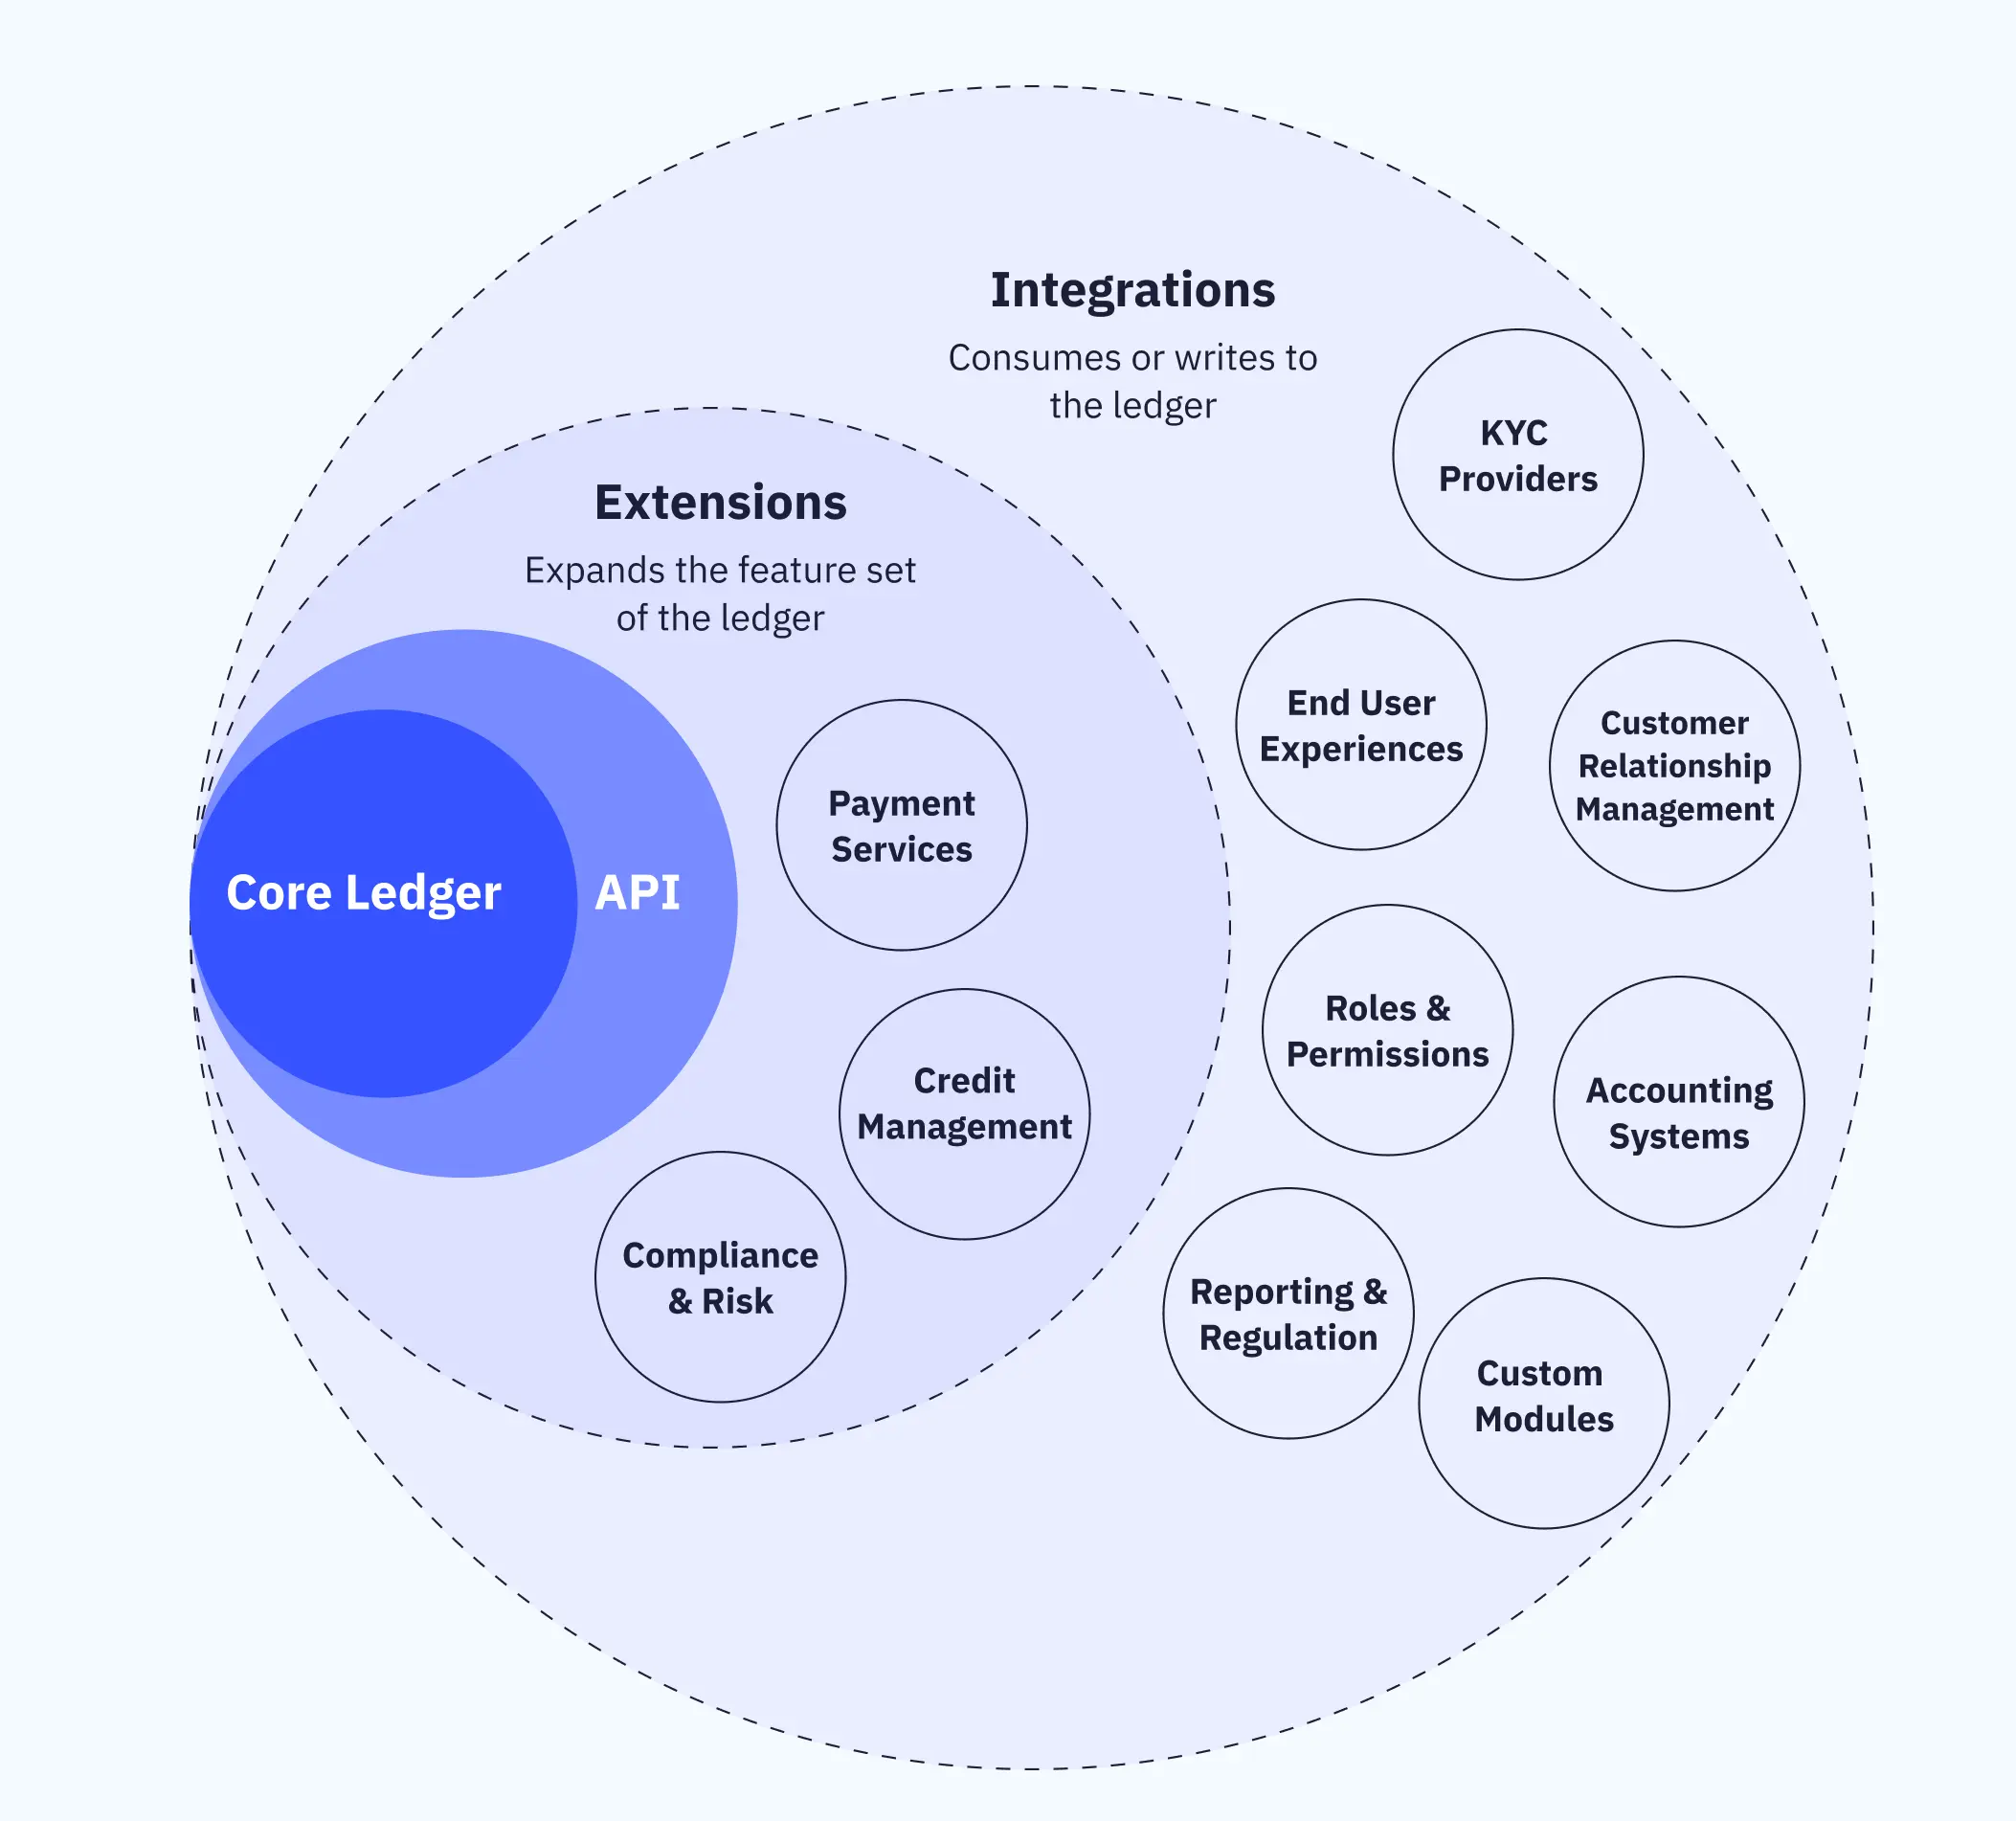 Integrations
Consumes or writes to
the ledger
KYC
Providers
Extensions
Expands the feature set
of the ledger
End User
Experiences
Customer
Relationship
Management
Payment
Services
Core Ledger
API
Roles &
Permissions
Credit
Management
Accounting
Systems
Compliance
& Risk
Reporting &
Regulation
Custom
Modules